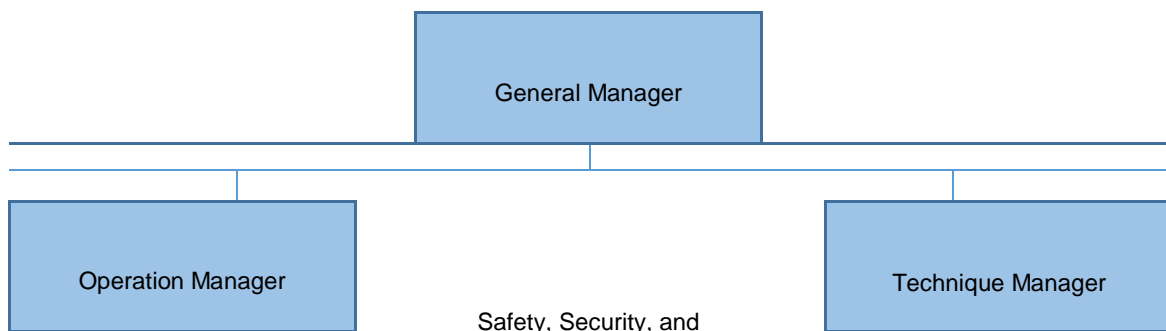 General Manager
Operation Manager
Technique Manager
Safety, Security, and